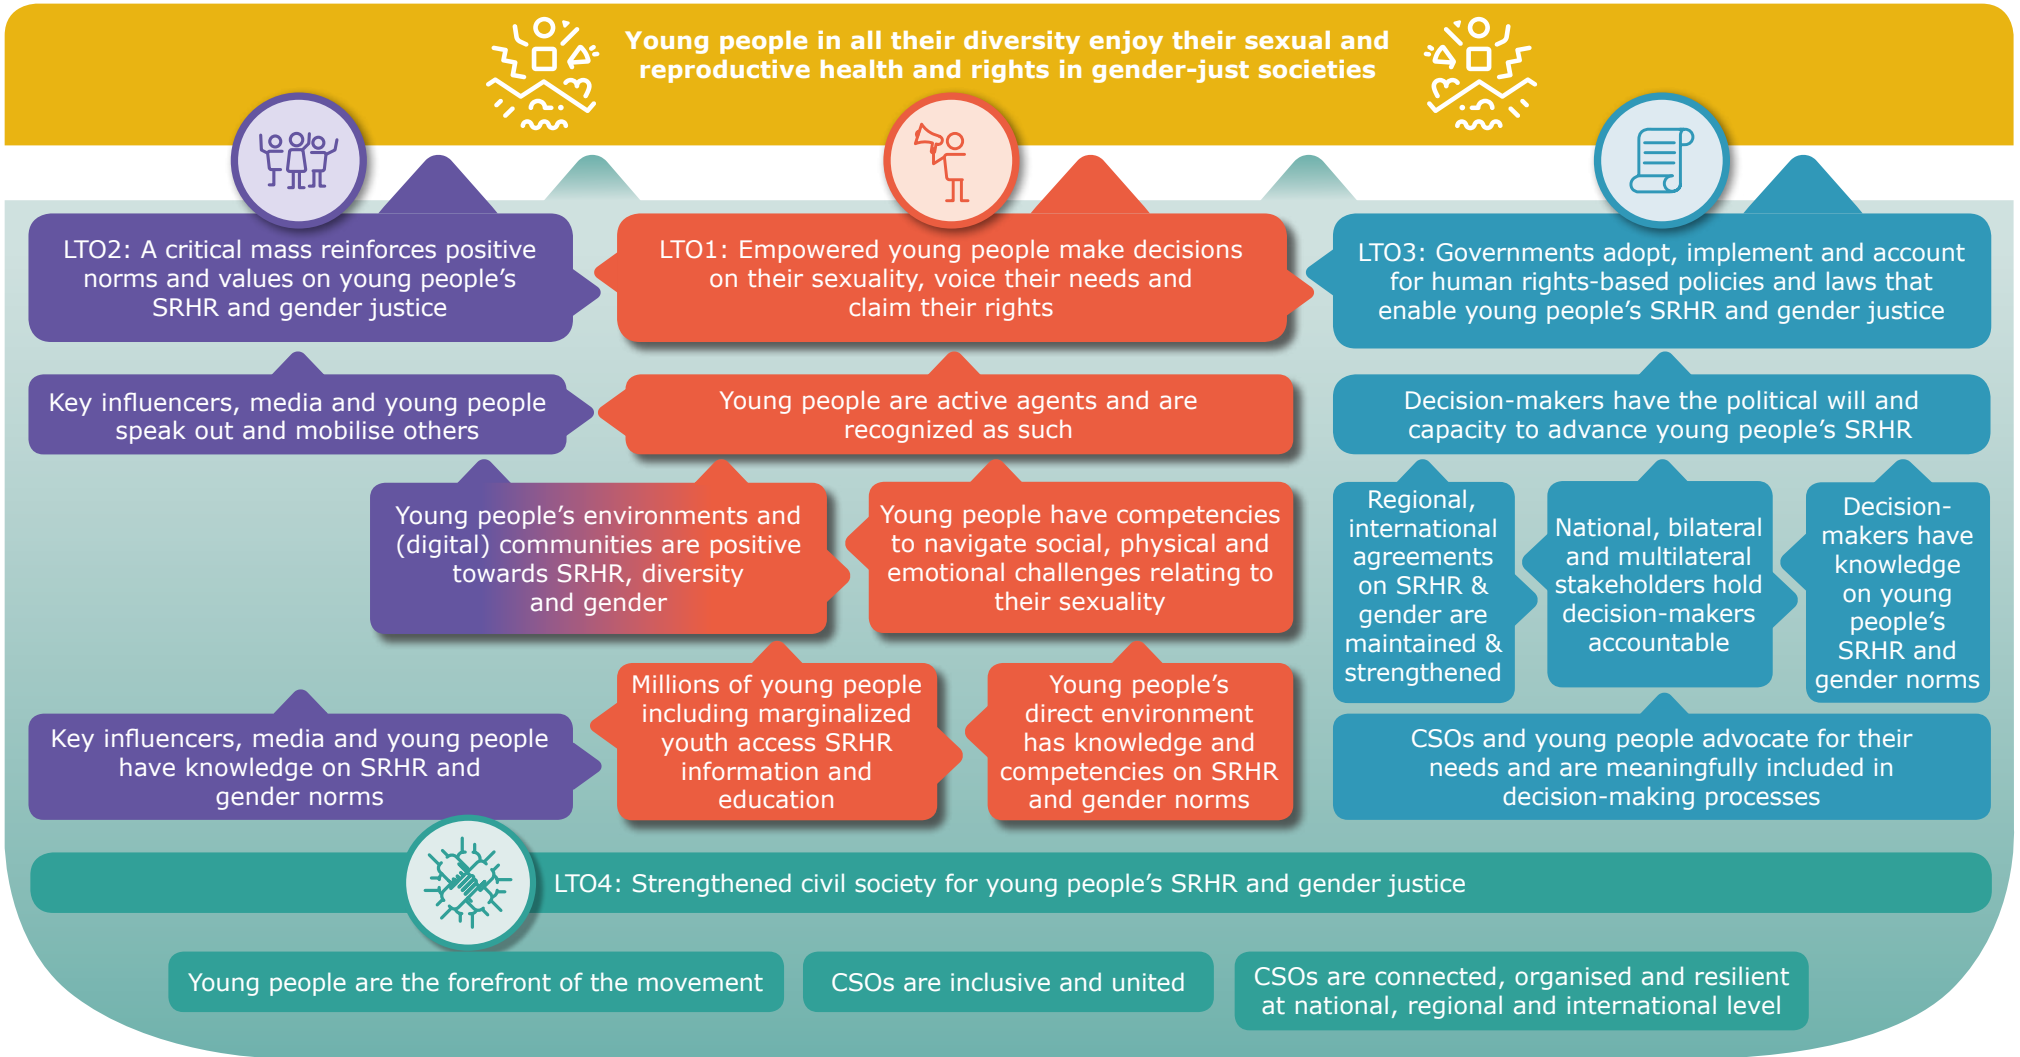 Young people in all their diversity enjoy their sexual and
reproductive health and rights in gender-just societies
LTO2: A critical mass reinforces positive
norms and values on young people's
SRHR and gender justice
LTO1: Empowered young people make decisions
on their sexuality, voice their needs and
claim their rights
LTO3: Governments adopt, implement and account
for human rights-based policies and laws that
enable young people's SRHR and gender justice
Key influencers, media and young people
speak out and mobilise others
Young people are active agents and are
recognized as such
Decision-makers have the political will and
capacity to advance young people's SRHR
Young people's environments and
(digital) communities are positive
towards SRHR, diversity
and gender
Young people have competencies
to navigate social, physical and
emotional challenges relating to
their sexuality
Regional,
international
agreements
on SRHR &
gender are
maintained &
strengthened
National, bilateral
and multilateral
stakeholders hold
decision-makers
accountable
Decision-
makers have
knowledge
on young
people's
SRHR and
gender norms
Key influencers, media and young people
have knowledge on SRHR and
gender norms
Millions of young people
including marginalized
youth access SRHR
information and
education
Young people's
direct environment
has knowledge and
competencies on SRHR
and gender norms
CSOs and young people advocate for their
needs and are meaningfully included in
decision-making processes
LTO4: Strengthened civil society for young people's SRHR and gender justice
Young people are the forefront of the movement
CSOs are inclusive and united
CSOs are connected, organised and resilient
at national, regional and international level